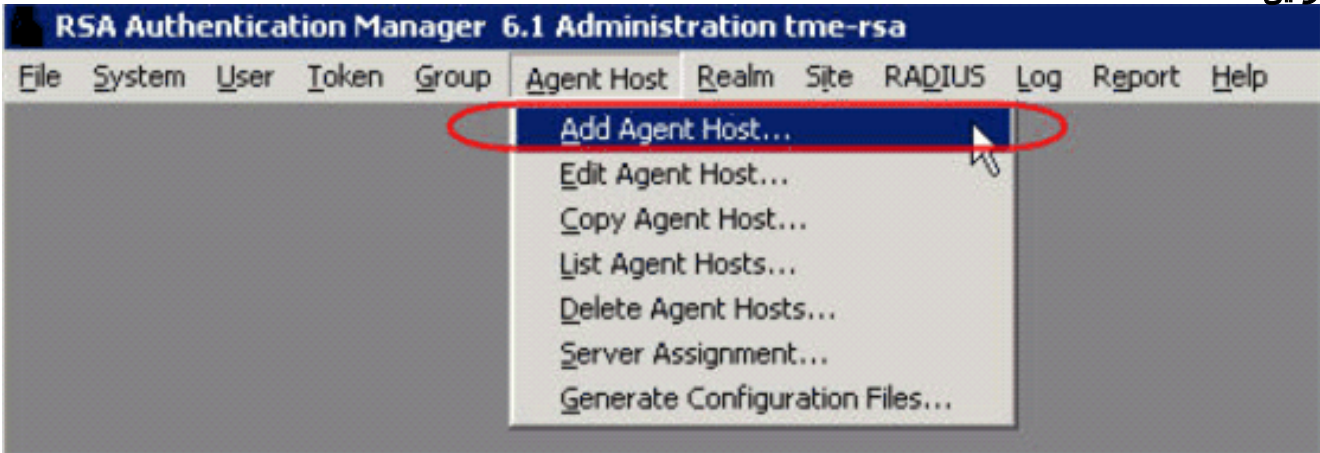 RSA Authentication Manager 6.1 Administration tme-rsa
File System User Token Group Agent Host Realm Site RADIUS Log Report Help
Add Agent Host...
Edit Agent Host...
Copy Agent Host...
List Agent Hosts...
Delete Agent Hosts...
Server Assignment...
Generate Configuration Files...